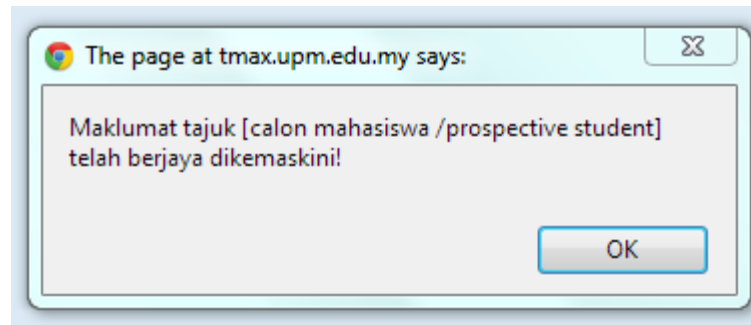 The page at tmax.upm.edu.my says:
Maklumat tajuk [calon mahasiswa /prospective student]
telah berjaya dikemaskini!
OK